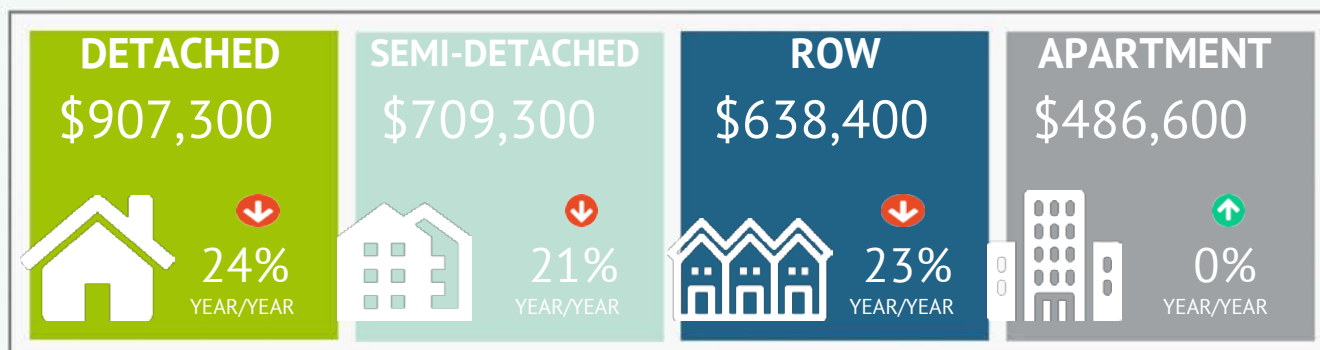 DETACHED
$907,300
24%
YEAR/YEAR
SEMI-DETACHED
$709,300
21%
YEAR/YEAR
ROW
$638,400
23%
YEAR/YEAR
APARTMENT
$486,600
0%
YEAR/YEAR